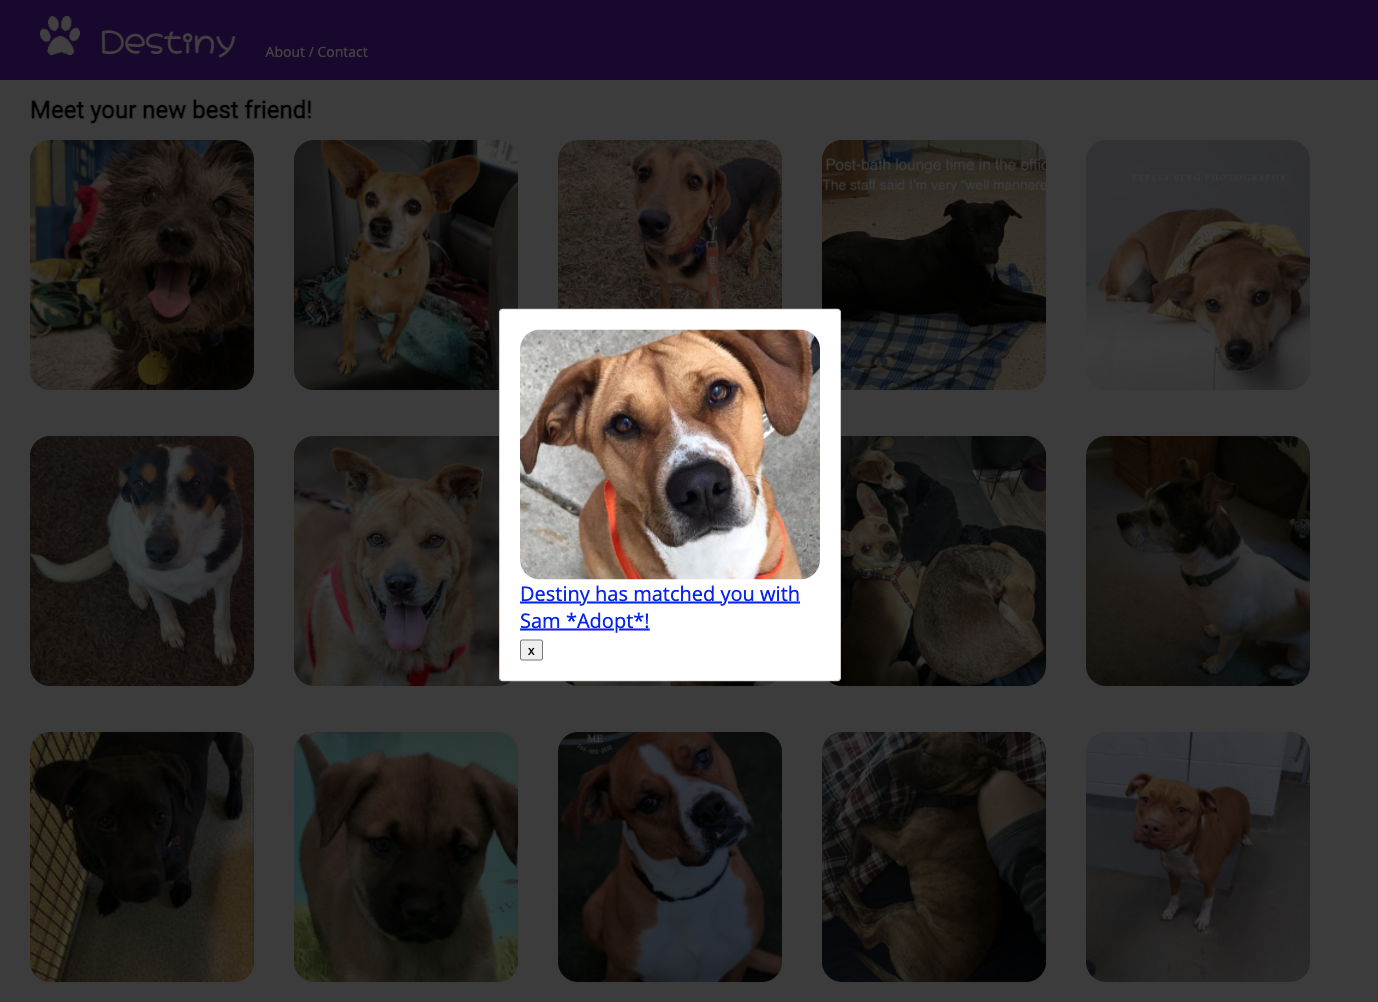 Destiny
About / Contact
Meet your new best friend!
Post-bath lounge time in the offic
The staff said I'm very "well mannere
Destiny has matched you with
Sam *Adopt*!
x
ME